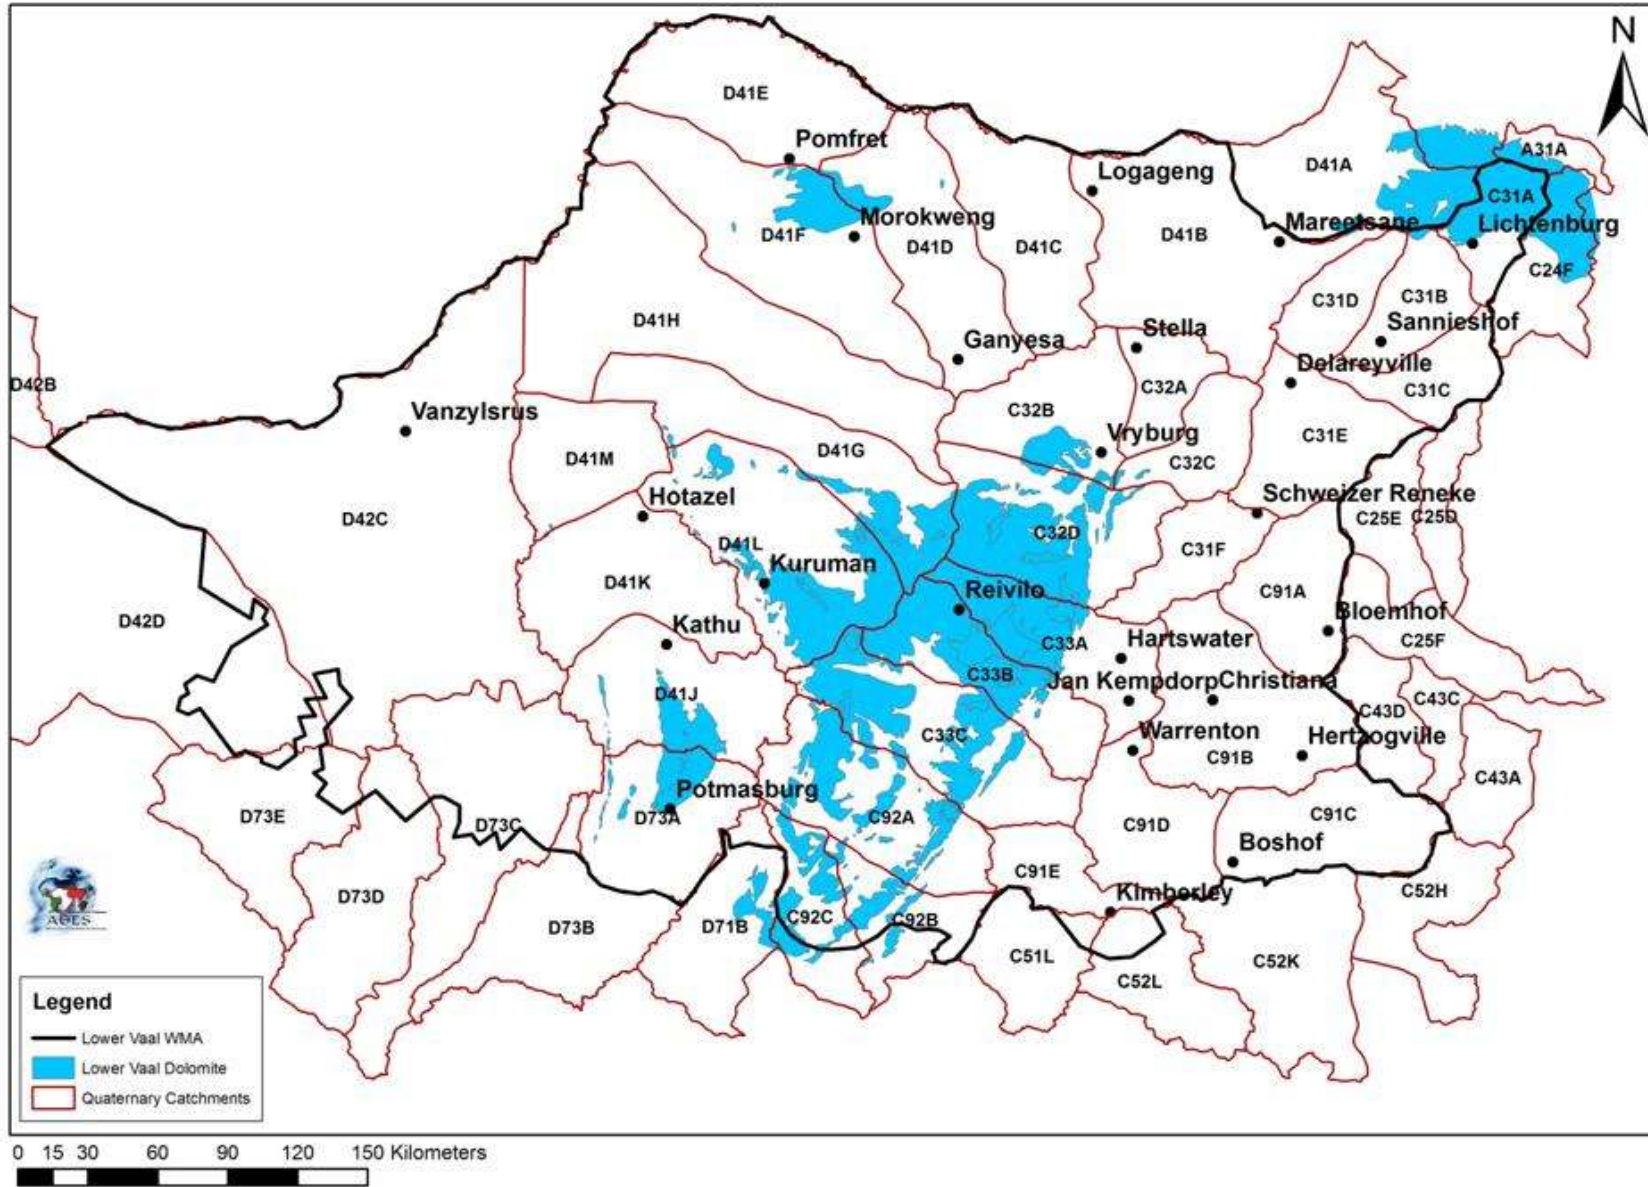 N
D41E
Pomfret
D41A
A31A
Logageng
C31A
Morokweng
Mareetsane
Lichtenburg
D41F
D41D
D41C
D41B
C24F
C31D
C31B
D41H
Stella
Sannieshof
Ganyesa
Delareyville
D42B
C32A
C31C
Vanzylsrus
C32B
Vryburg
C31E
D41G
D41M
C32C
Hotazel
Schweizer Reneke
D42C
C25E
C25D
C32D
D41L
C31F
Kuruman
D41K
Reivilo
C91A
Bloemhof
D42D
Kathu
Hartswater
C33A
C25F
C33B
Jan Kempdorp
Christiana
D41J
C43C
C43D
Warrenton
Hertzogville
C33C
C91B
C43A
Potmasburg
D73E
D73A
D73C
C92A
C91D
C91C
Boshof
C91E
Kimberley
C52H
D73D
ACES
D73B
D71B
C92C
C92B
C51L
C52K
C52L
Legend
Lower Vaal WMA
Lower Vaal Dolomite
Quaternary Catchments
0 15 30 60 90 120 150 Kilometers